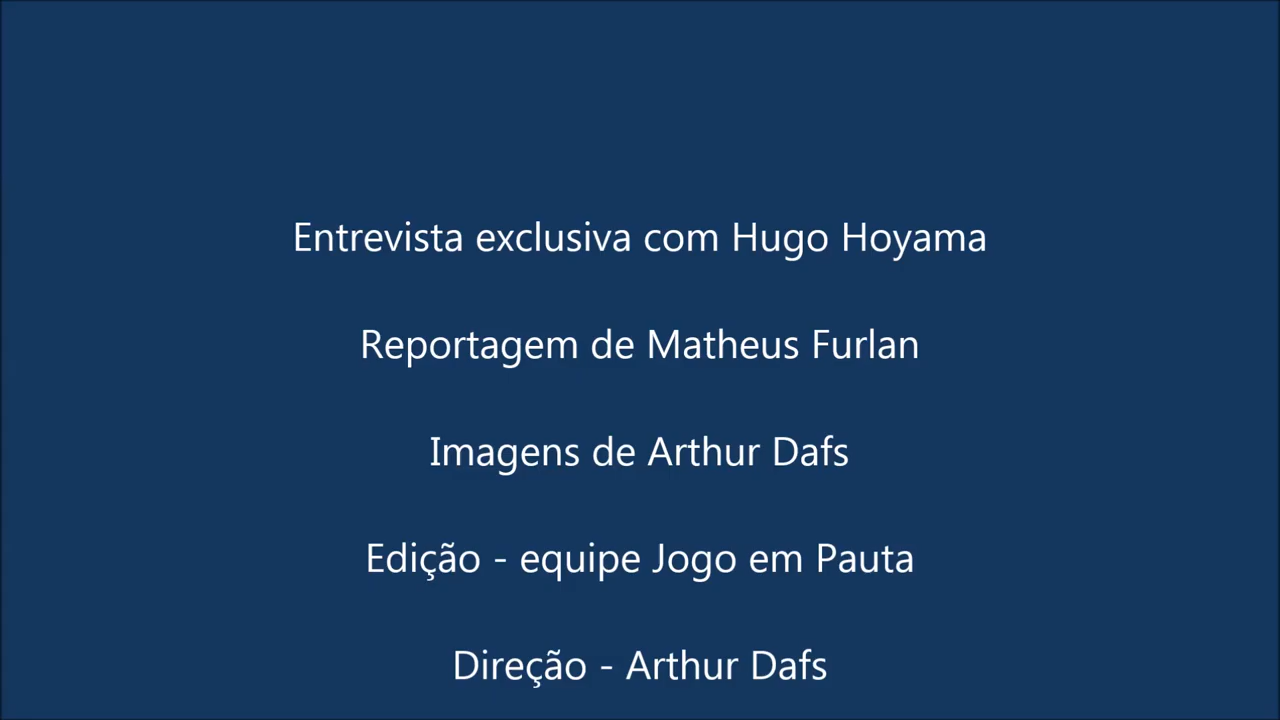 Entrevista exclusiva com Hugo Hoyama
Reportagem de Matheus Furlan
Imagens de Arthur Dafs
Edição - equipe Jogo em Pauta
Direção - Arthur Dafs